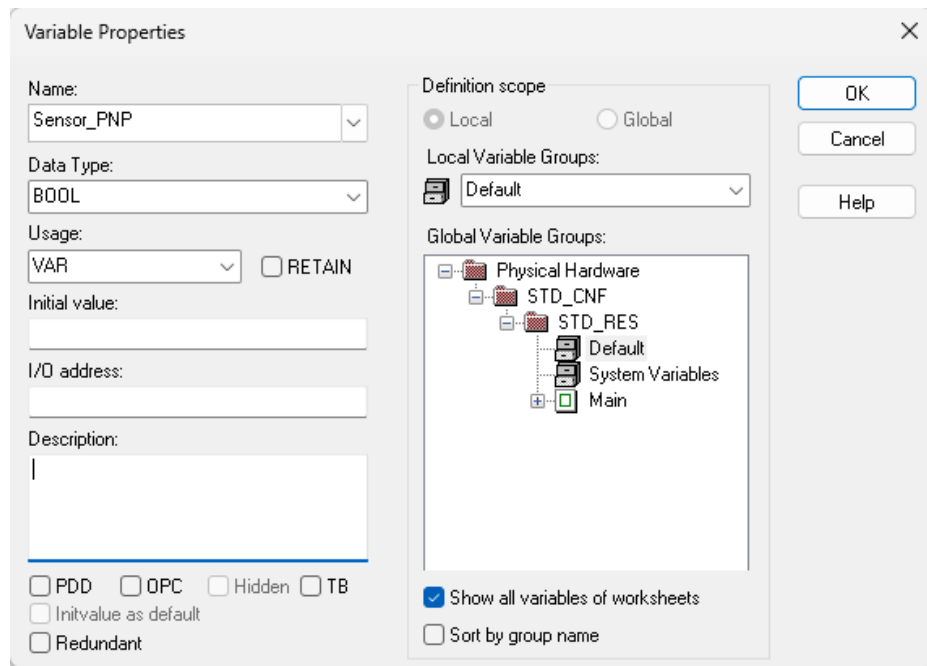 Variable Properties
Name:
Sensor_PNP
Data Type:
BOOL
Usage:
VAR
RETAIN
Initial value:
I/O address:
Description:
PDD OPC Hidden TB
Initvalue as default
Redundant
Definition scope
Local Global
Local Variable Groups:
Default
Global Variable Groups:
Physical Hardware
STD_CNF
STD_RES
Default
System Variables
Main
Show all variables of worksheets
Sort by group name
OK
Cancel
Help